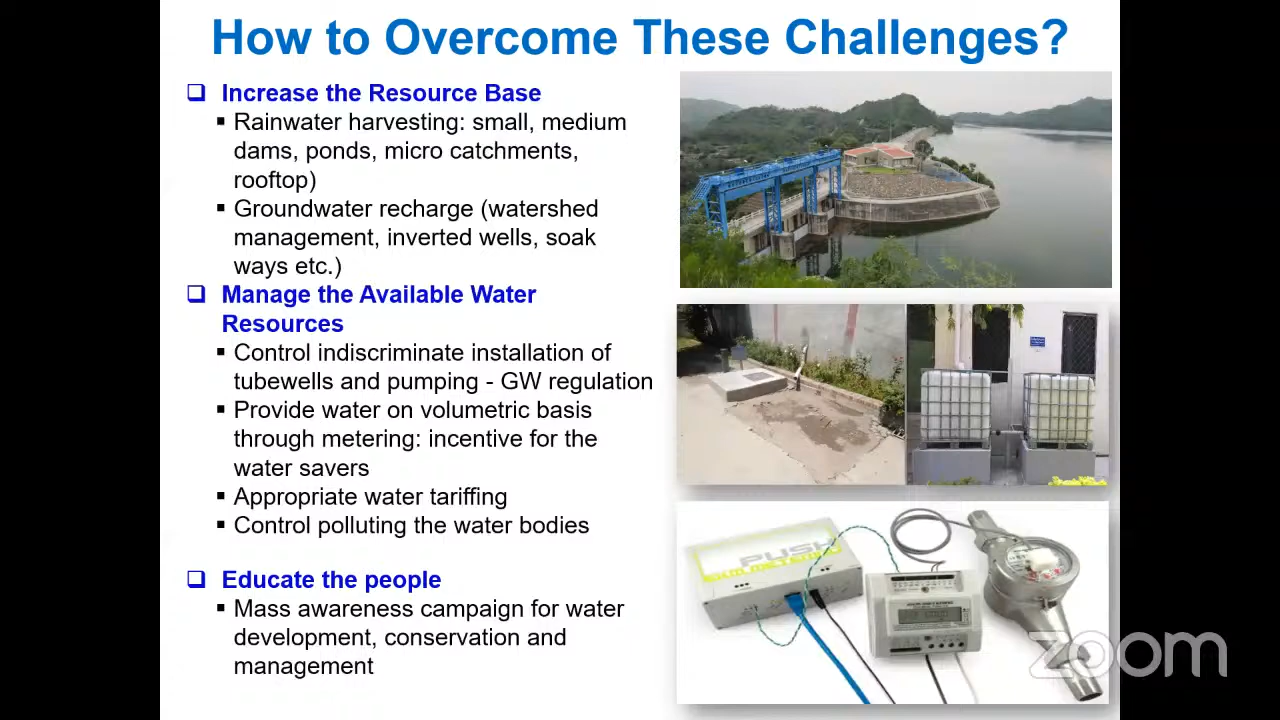 How to Overcome These Challenges?
❑ Increase the Resource Base
▪ Rainwater harvesting: small, medium
dams, ponds, micro catchments,
rooftop)
▪ Groundwater recharge (watershed
management, inverted wells, soak
ways etc.)
❑ Manage the Available Water
Resources
▪ Control indiscriminate installation of
tubewells and pumping - GW regulation
▪ Provide water on volumetric basis
through metering: incentive for the
water savers
▪ Appropriate water tariffing
▪ Control polluting the water bodies
❑ Educate the people
▪ Mass awareness campaign for water
development, conservation and
management
PUSH
zoom